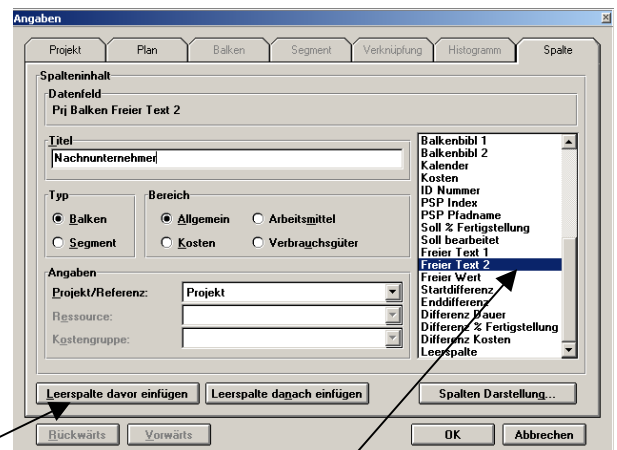 Angaben
Projekt Plan Balken Segment Verknüpfung Histogramm Spalte
Spalteninhalt
Datenfeld
Prj Balken Freier Text 2
Titel
Nachnunternehmer
Typ
Balken
Segment
Bereich
Allgemein Arbeitsmittel
Kosten Verbrauchsgüter
Angaben
Projekt/Referenz: Projekt
Ressource:
Kostengruppe:
Balkenbibl 1
Balkenbibl 2
Kalender
Kosten
ID Nummer
PSP Index
PSP Pfadname
Soll % Fertigstellung
Soll bearbeitet
Freier Text 1
Freier Text 2
Freier Wert
Startdifferenz
Enddifferenz
Differenz Dauer
Differenz % Fertigstellung
Differenz Kosten
Leerspalte
Leerspalte davor einfügen Leerspalte danach einfügen Spalten Darstellung...
Rückwärts Vorwärts OK Abbrechen